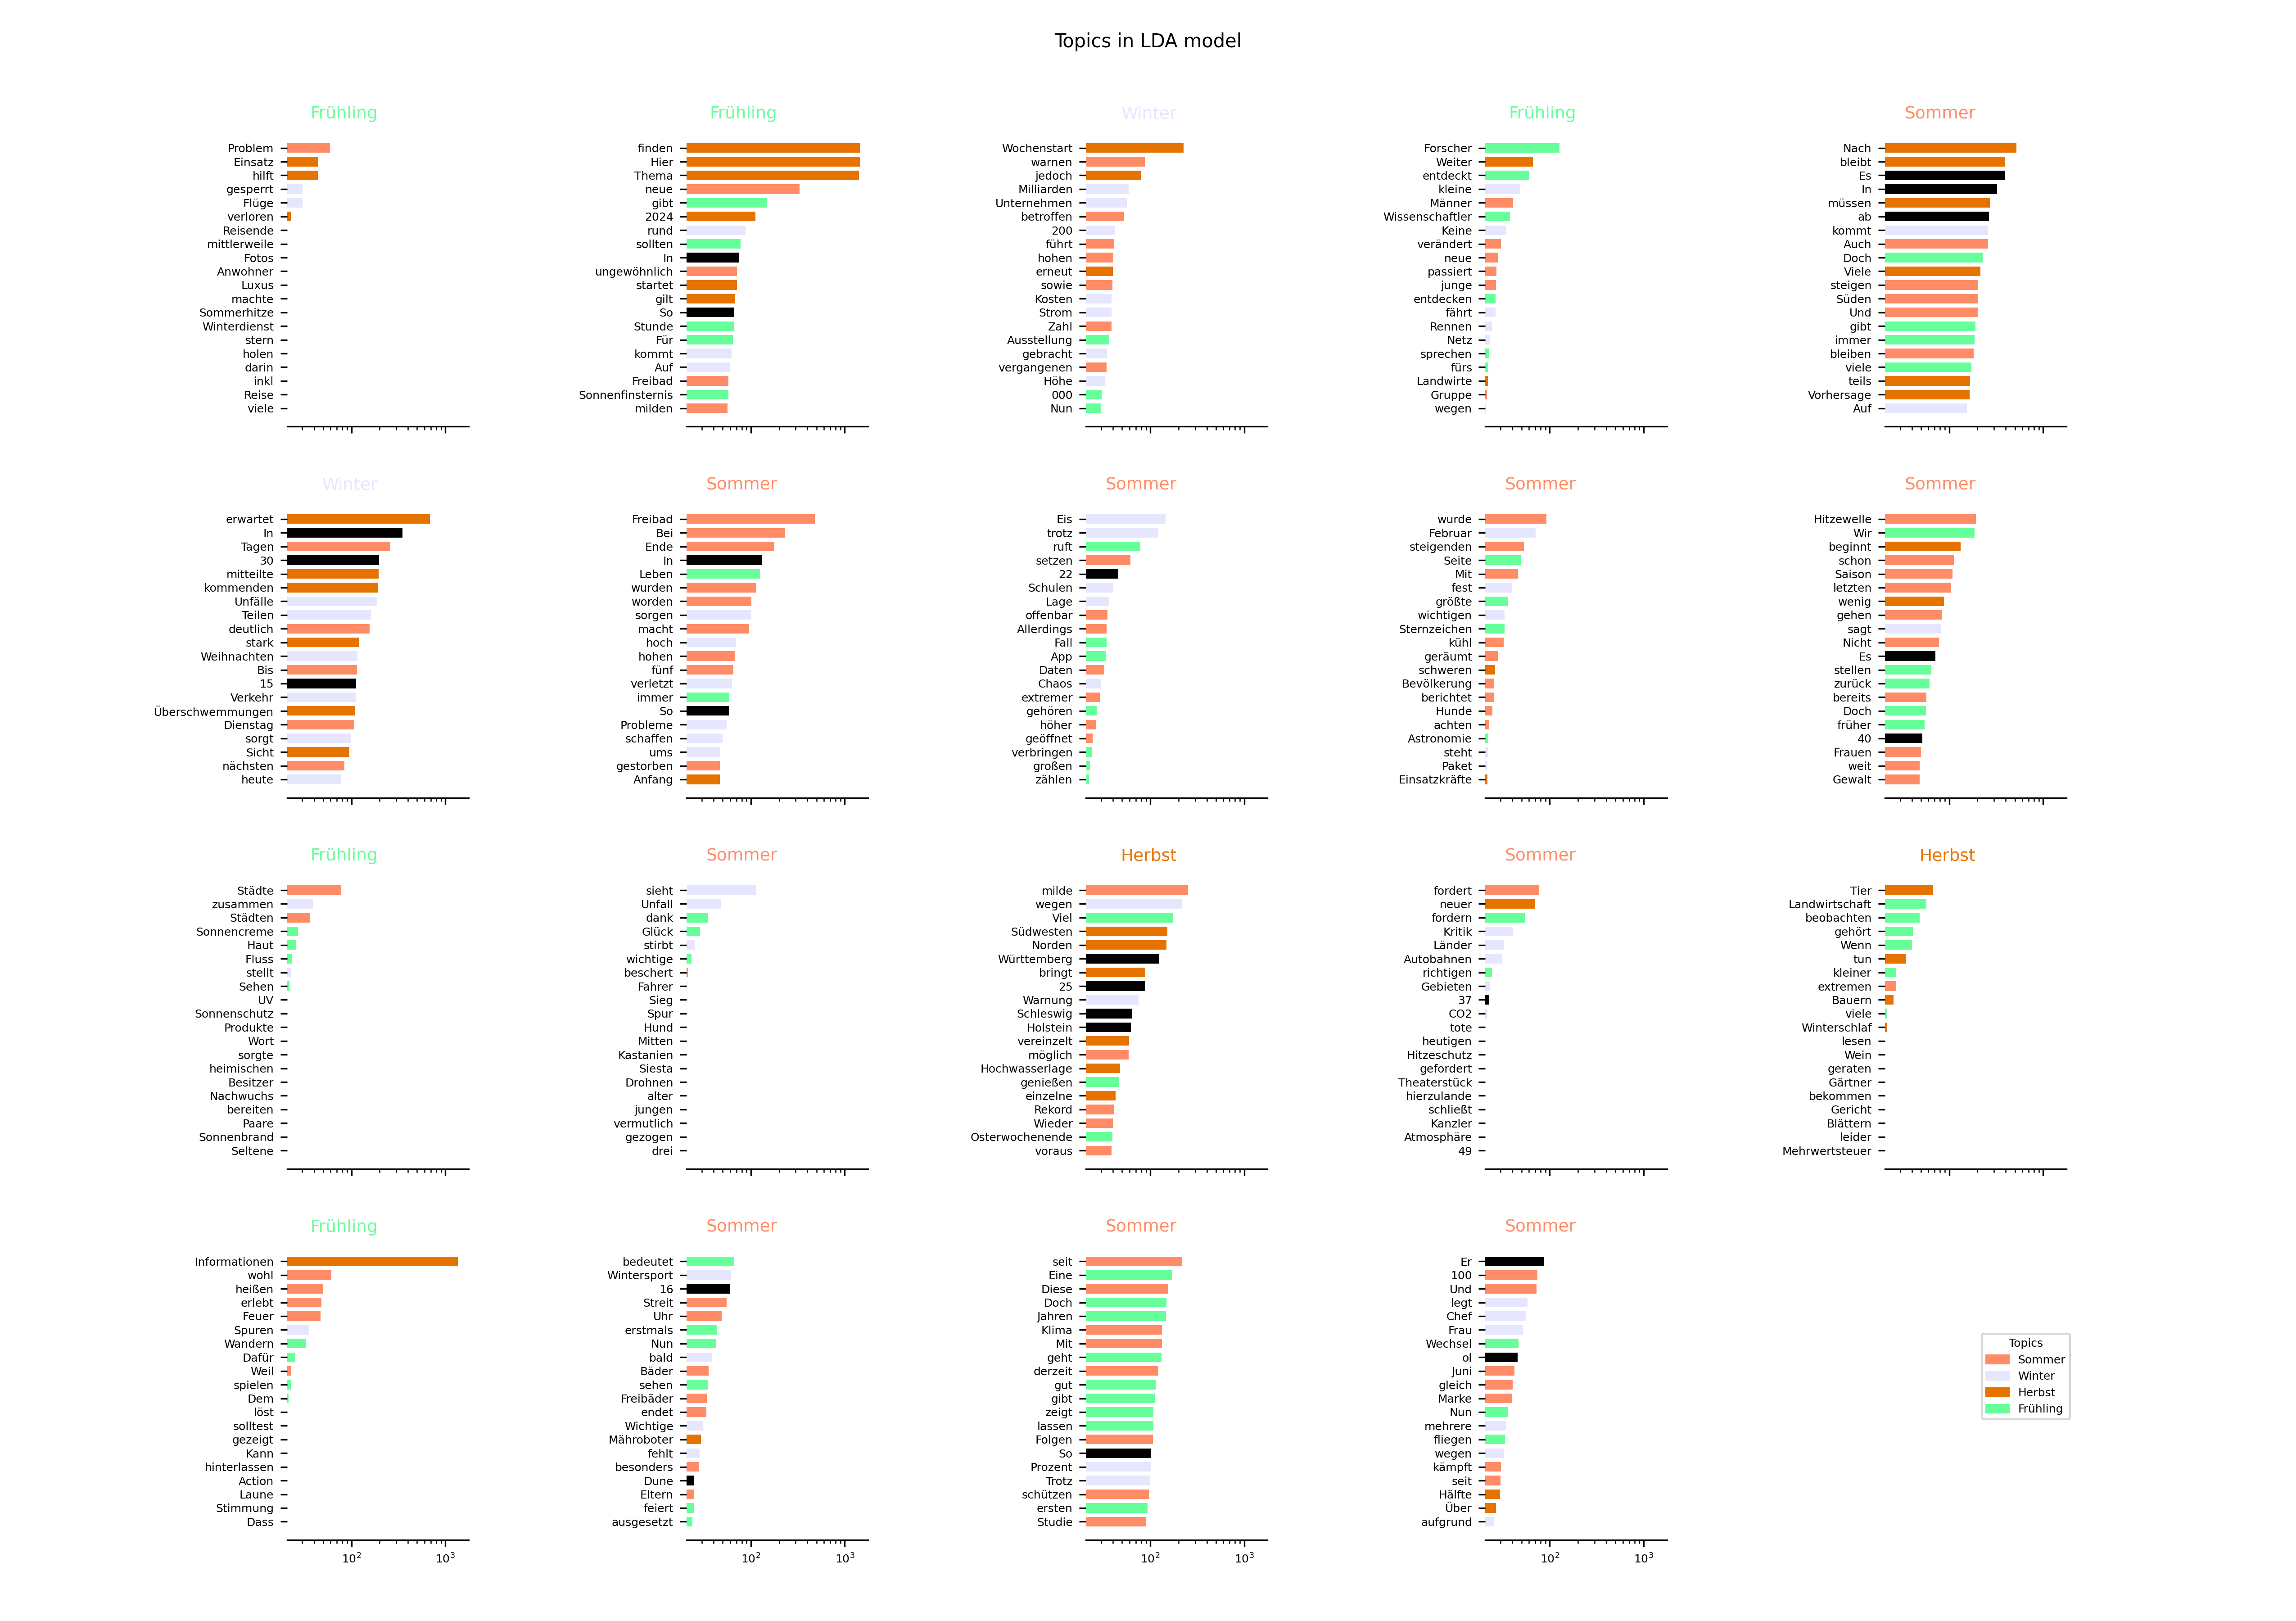 Topics in LDA model
Frühling
Problem
Einsatz
hilft
gesperrt
Flüge
verloren
Reisende
mittlerweile
Fotos
Anwohner
Luxus
machte
Sommerhitze
Winterdienst
stern
holen
darin
inkl
Reise
viele
Frühling
finden
Hier
Thema
neue
gibt
2024
rund
sollten
In
ungewöhnlich
startet
gilt
So
Stunde
Für
kommt
Auf
Freibad
Sonnenfinsternis
milden
Winter
Wochenstart
warnen
jedoch
Milliarden
Unternehmen
betroffen
200
führt
hohen
erneut
sowie
Kosten
Strom
Zahl
Ausstellung
gebracht
vergangenen
Höhe
000
Nun
Frühling
Forscher
Weiter
entdeckt
kleine
Männer
Wissenschaftler
Keine
verändert
neue
passiert
junge
entdecken
fährt
Rennen
Netz
sprechen
fürs
Landwirte
Gruppe
wegen
Sommer
Nach
bleibt
Es
In
müssen
ab
kommt
Auch
Doch
Viele
steigen
Süden
Und
gibt
immer
bleiben
viele
teils
Vorhersage
Auf
Winter
erwartet
In
Tagen
30
mitteilte
kommenden
Unfälle
Teilen
deutlich
stark
Weihnachten
Bis
15
Verkehr
Überschwemmungen
Dienstag
sorgt
Sicht
nächsten
heute
Sommer
Freibad
Bei
Ende
In
Leben
wurden
worden
sorgen
macht
hoch
hohen
fünf
verletzt
immer
So
Probleme
schaffen
ums
gestorben
Anfang
Sommer
Eis
trotz
ruft
setzen
22
Schulen
Lage
offenbar
Allerdings
Fall
App
Daten
Chaos
extremer
gehören
höher
geöffnet
verbringen
großen
zählen
Sommer
wurde
Februar
steigenden
Seite
Mit
fest
größte
wichtigen
Sternzeichen
kühl
geräumt
schweren
Bevölkerung
berichtet
Hunde
achten
Astronomie
steht
Paket
Einsatzkräfte
Sommer
Hitzewelle
Wir
beginnt
schon
Saison
letzten
wenig
gehen
sagt
Nicht
Es
stellen
zurück
bereits
Doch
früher
40
Frauen
weit
Gewalt
Frühling
Städte
zusammen
Städten
Sonnencreme
Haut
Fluss
stellt
Sehen
UV
Sonnenschutz
Produkte
Wort
sorgte
heimischen
Besitzer
Nachwuchs
bereiten
Paare
Sonnenbrand
Seltene
Sommer
sieht
Unfall
dank
Glück
stirbt
wichtige
beschert
Fahrer
Sieg
Spur
Hund
Mitten
Kastanien
Siesta
Drohnen
alter
jungen
vermutlich
gezogen
drei
Herbst
milde
wegen
Viel
Südwesten
Norden
Württemberg
bringt
25
Warnung
Schleswig
Holstein
vereinzelt
möglich
Hochwasserlage
genießen
einzelne
Rekord
Wieder
Osterwochenende
voraus
Sommer
fordert
neuer
fordern
Kritik
Länder
Autobahnen
richtigen
Gebieten
37
CO2
tote
heutigen
Hitzeschutz
gefordert
Theaterstück
hierzulande
schließt
Kanzler
Atmosphäre
49
Herbst
Tier
Landwirtschaft
beobachten
gehört
Wenn
tun
kleiner
extremen
Bauern
viele
Winterschlaf
lesen
Wein
geraten
Gärtner
bekommen
Gericht
Blättern
leider
Mehrwertsteuer
Frühling
Informationen
wohl
heißen
erlebt
Feuer
Spuren
Wandern
Dafür
Weil
spielen
Dem
löst
solltest
gezeigt
Kann
hinterlassen
Action
Laune
Stimmung
Dass
10² 10³
Sommer
bedeutet
Wintersport
16
Streit
Uhr
erstmals
Nun
bald
Bäder
sehen
Freibäder
endet
Wichtige
Mähroboter
fehlt
besonders
Dune
Eltern
feiert
ausgesetzt
10² 10³
Sommer
seit
Eine
Diese
Doch
Jahren
Klima
Mit
geht
derzeit
gut
gibt
zeigt
lassen
Folgen
So
Prozent
Trotz
schützen
ersten
Studie
10² 10³
Sommer
Er
100
Und
legt
Chef
Frau
Wechsel
ol
Juni
gleich
Marke
Nun
mehrere
fliegen
wegen
kämpft
seit
Hälfte
Über
aufgrund
10² 10³
Topics
Sommer
Winter
Herbst
Frühling